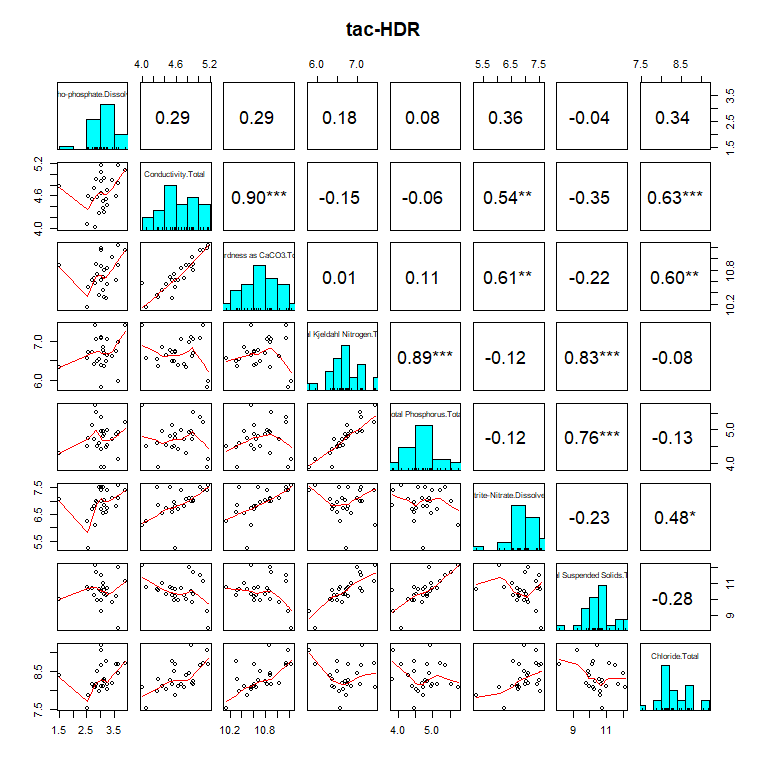 tac-HDR
4.0 4.6 5.2 6.0 7.0 5.5 6.5 7.5 7.5 8.5
ho-phosphate.Dissol 0.29 0.29 0.18 0.08 0.36 -0.04 0.34 1.5 2.5 3.5
4.0 4.6 5.2 Conductivity.Total 0.90*** -0.15 -0.06 0.54** -0.35 0.63***
rdness as CaCO3.To 0.01 0.11 0.61** -0.22 0.60** 10.2 10.8
6.0 7.0 al Kjeldahl Nitrogen.T 0.89*** -0.12 0.83*** -0.08
otal Phosphorus.Tota -0.12 0.76*** -0.13 4.0 5.0
5.5 6.5 7.5 trite-Nitrate.Dissolve -0.23 0.48*
al Suspended Solids.T -0.28 9 11
7.5 8.5 Chloride.Total
1.5 2.5 3.5 10.2 10.8 4.0 5.0 9 11